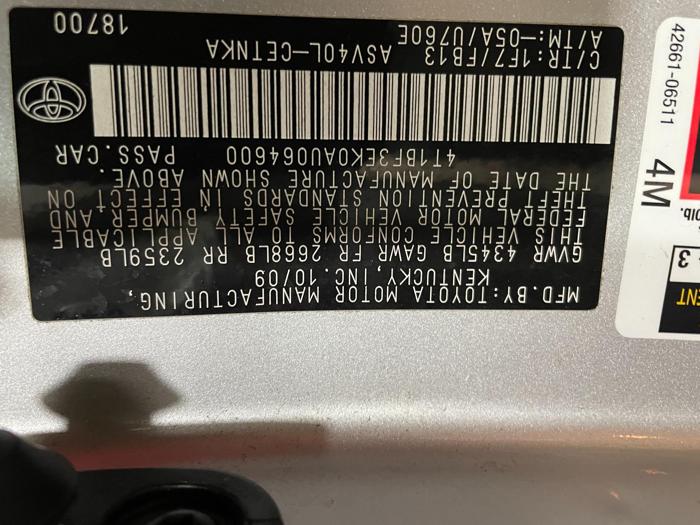 MFD.BY:TOYOTA MOTOR MANUFACTURING,
KENTUCKY,INC.10/09
GVWR 4345LB GAWR FR 2668LB RR 2359LB
THIS VEHICLE CONFORMS TO ALL APPLICABLE
FEDERAL MOTOR VEHICLE SAFETY BUMPER,AND
THEFT PREVENTION STANDARDS IN EFFECT ON
THE DATE OF MANUFACTURE SHOWN ABOVE.
4T1BF3EK0AU064600 PASS.CAR
C/TR:1F7/FB13 ASV40L-CETNKA
A/TM:-05A/U760E 18700
42661-06511
4M
3